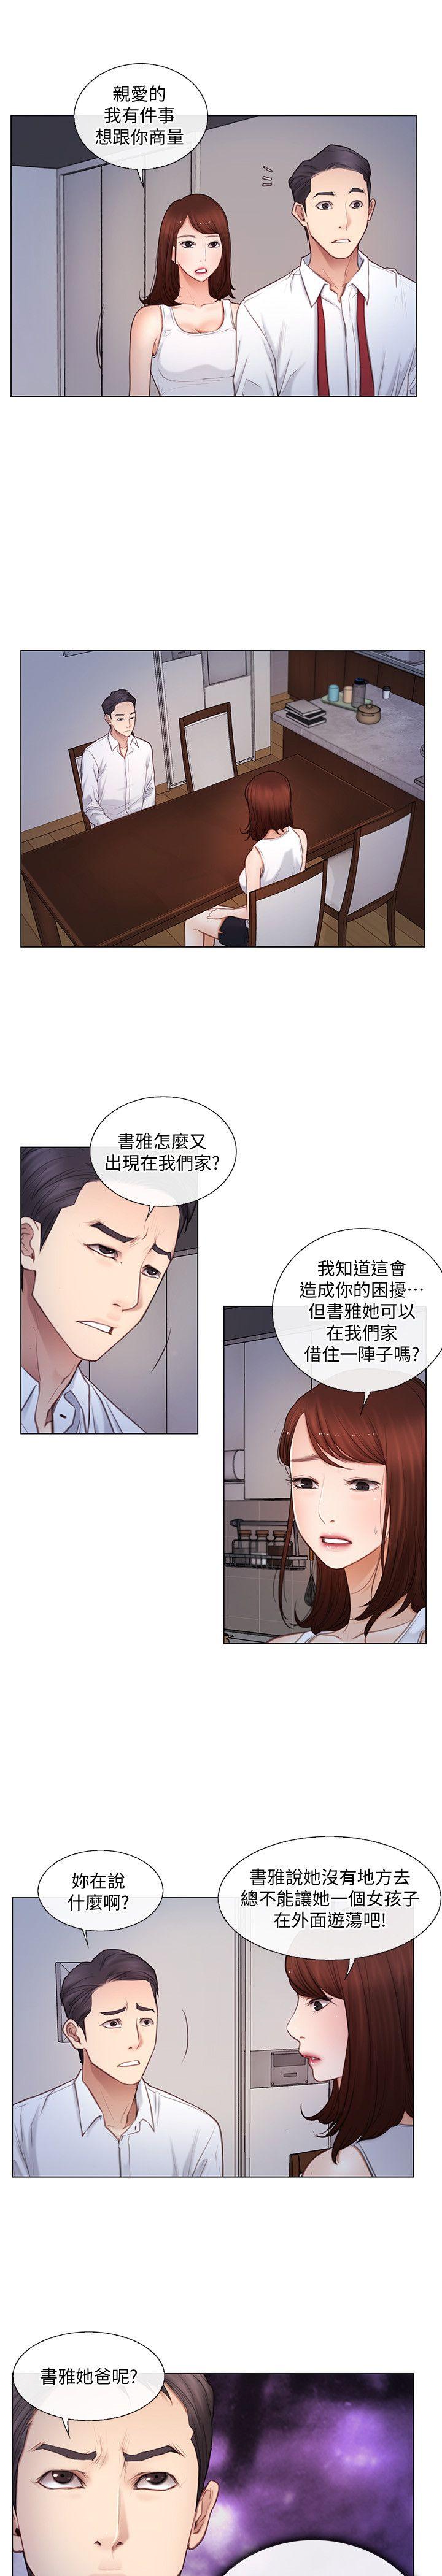 親愛的
我有件事
想跟你商量
書雅怎麼又
出現在我們家?
我知道這會
造成你的困擾⋯
但書雅她可以
在我們家
借住一陣子嗎?
妳在說
什麼啊?
書雅說她沒有地方去
總不能讓她一個女孩子
在外面遊蕩吧!
書雅她爸呢?